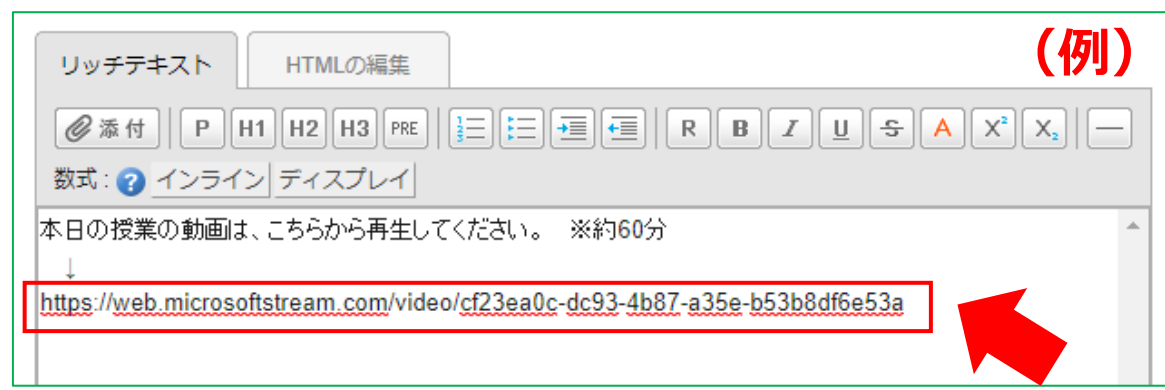 (例)
リッチテキスト HTMLの編集
添付 P H1 H2 H3 PRE R B I U S A X² X₂
数式 : ? インライン ディスプレイ
本日の授業の動画は、こちらから再生してください。 ※約60分
↓
https://web.microsoftstream.com/video/cf23ea0c-dc93-4b87-a35e-b53b8df6e53a